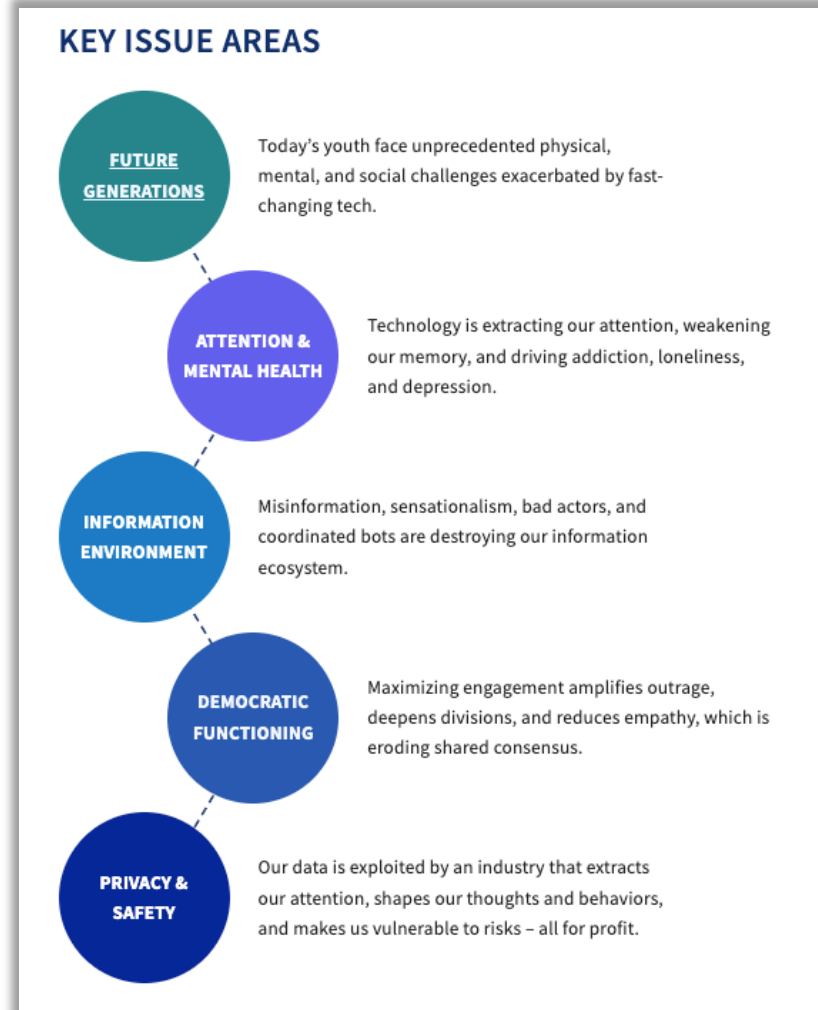 KEY ISSUE AREAS
FUTURE
GENERATIONS
Today’s youth face unprecedented physical,
mental, and social challenges exacerbated by fast-
changing tech.
ATTENTION &
MENTAL HEALTH
Technology is extracting our attention, weakening
our memory, and driving addiction, loneliness,
and depression.
INFORMATION
ENVIRONMENT
Misinformation, sensationalism, bad actors, and
coordinated bots are destroying our information
ecosystem.
DEMOCRATIC
FUNCTIONING
Maximizing engagement amplifies outrage,
deepens divisions, and reduces empathy, which is
eroding shared consensus.
PRIVACY &
SAFETY
Our data is exploited by an industry that extracts
our attention, shapes our thoughts and behaviors,
and makes us vulnerable to risks – all for profit.